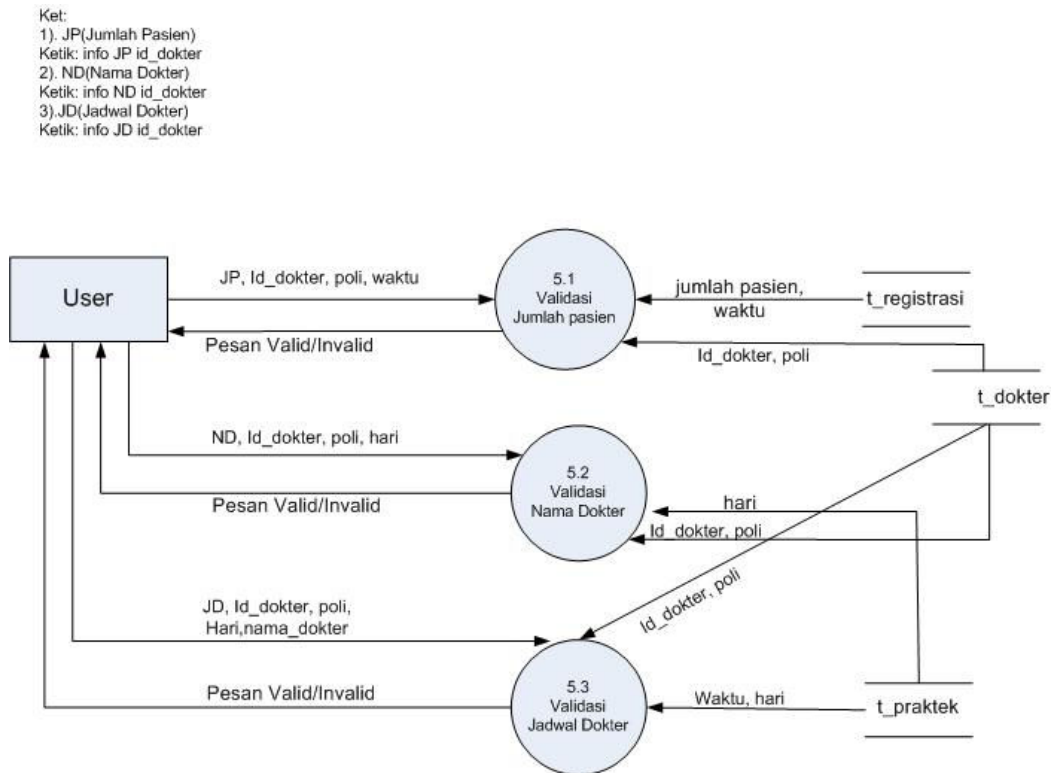 Ket:
1). JP(Jumlah Pasien)
Ketik: info JP id_dokter
2). ND(Nama Dokter)
Ketik: info ND id_dokter
3).JD(Jadwal Dokter)
Ketik: info JD id_dokter
User
JP, Id_dokter, poli, waktu
Pesan Valid/Invalid
5.1
Validasi
Jumlah pasien
jumlah pasien,
waktu
t_registrasi
Id_dokter, poli
t_dokter
ND, Id_dokter, poli, hari
Pesan Valid/Invalid
5.2
Validasi
Nama Dokter
hari
Id_dokter, poli
Id_dokter, poli
JD, Id_dokter, poli,
Hari,nama_dokter
Pesan Valid/Invalid
5.3
Validasi
Jadwal Dokter
Waktu, hari
t_praktek